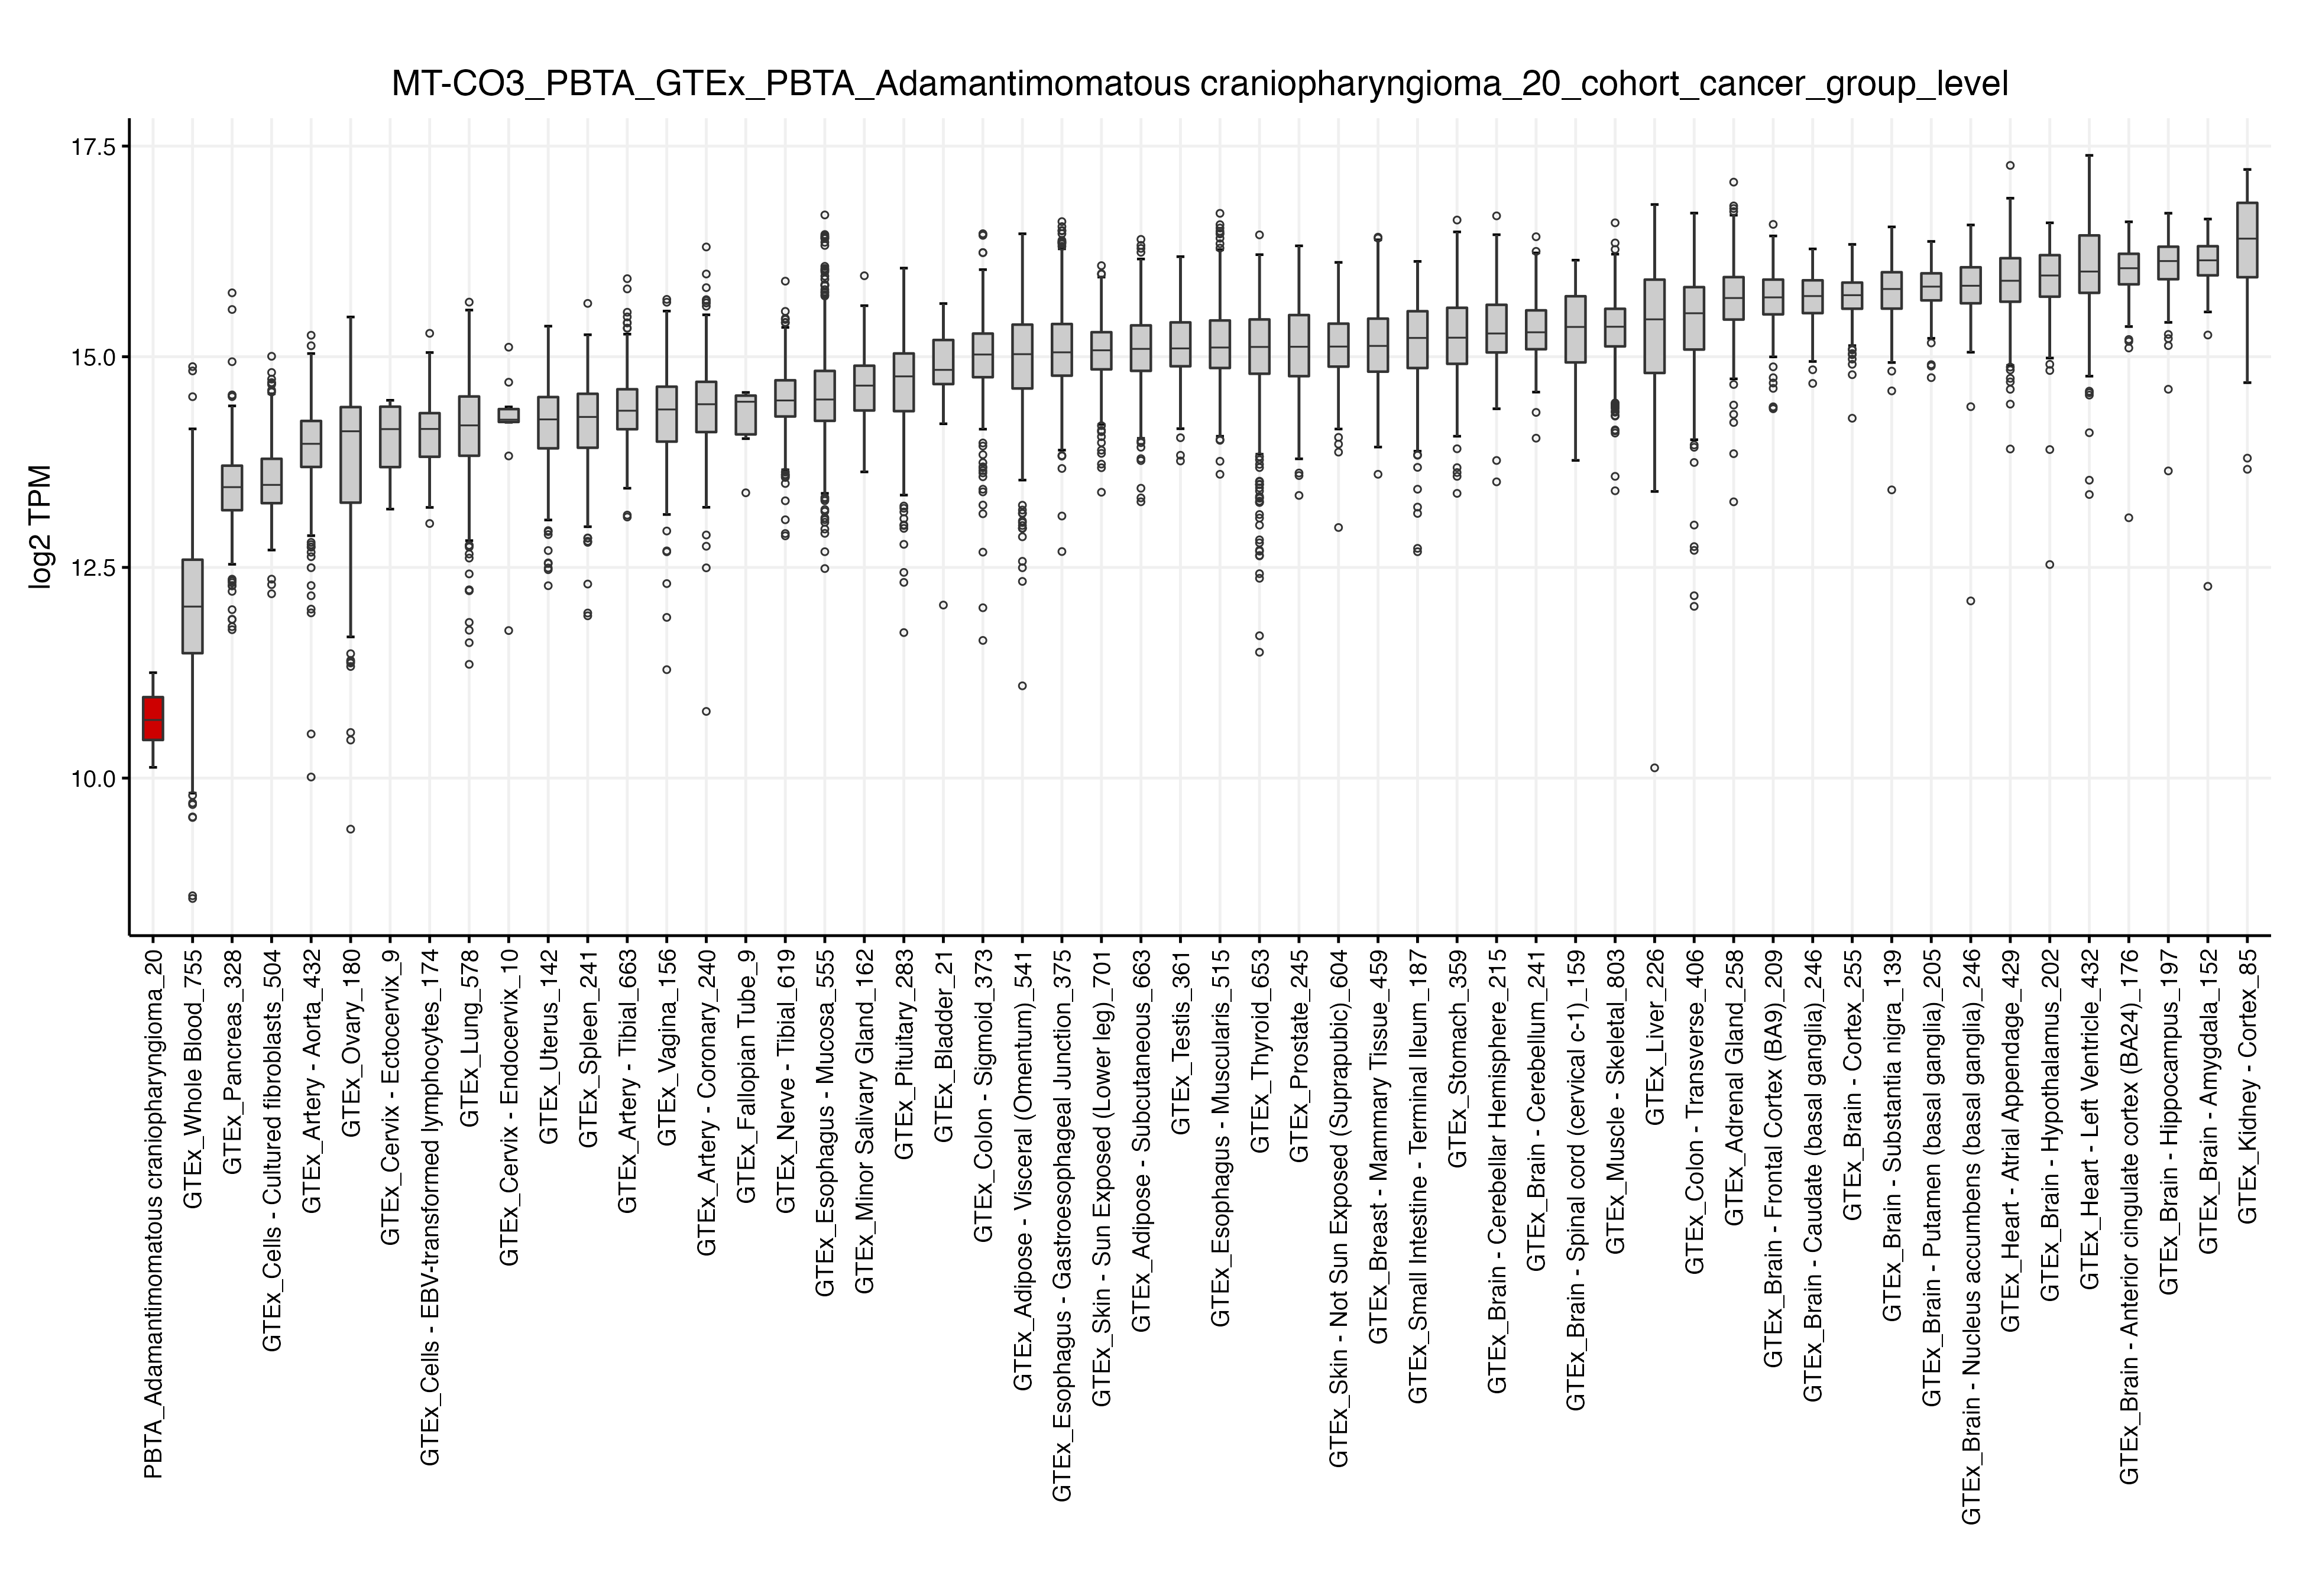 MT-CO3_PBTA_GTEx_PBTA_Adamantimomatous craniopharyngioma_20_cohort_cancer_group_level
log2 TPM
17.5
15.0
12.5
10.0
PBTA_Adamantimomatous craniopharyngioma_20
GTEx_Whole Blood_755
GTEx_Pancreas_328
GTEx_Cells - Cultured fibroblasts_504
GTEx_Artery - Aorta_432
GTEx_Ovary_180
GTEx_Cervix - Ectocervix_9
GTEx_Cells - EBV-transformed lymphocytes_174
GTEx_Lung_578
GTEx_Cervix - Endocervix_10
GTEx_Uterus_142
GTEx_Spleen_241
GTEx_Artery - Tibial_663
GTEx_Vagina_156
GTEx_Artery - Coronary_240
GTEx_Fallopian Tube_9
GTEx_Nerve - Tibial_619
GTEx_Esophagus - Mucosa_555
GTEx_Minor Salivary Gland_162
GTEx_Pituitary_283
GTEx_Bladder_21
GTEx_Colon - Sigmoid_373
GTEx_Adipose - Visceral (Omentum)_541
GTEx_Esophagus - Gastroesophageal Junction_375
GTEx_Skin - Sun Exposed (Lower leg)_701
GTEx_Adipose - Subcutaneous_663
GTEx_Testis_361
GTEx_Esophagus - Muscularis_515
GTEx_Thyroid_653
GTEx_Prostate_245
GTEx_Skin - Not Sun Exposed (Suprapubic)_604
GTEx_Breast - Mammary Tissue_459
GTEx_Small Intestine - Terminal Ileum_187
GTEx_Stomach_359
GTEx_Brain - Cerebellar Hemisphere_215
GTEx_Brain - Cerebellum_241
GTEx_Brain - Spinal cord (cervical c-1)_159
GTEx_Muscle - Skeletal_803
GTEx_Liver_226
GTEx_Colon - Transverse_406
GTEx_Adrenal Gland_258
GTEx_Brain - Frontal Cortex (BA9)_209
GTEx_Brain - Caudate (basal ganglia)_246
GTEx_Brain - Cortex_255
GTEx_Brain - Substantia nigra_139
GTEx_Brain - Putamen (basal ganglia)_205
GTEx_Brain - Nucleus accumbens (basal ganglia)_246
GTEx_Heart - Atrial Appendage_429
GTEx_Brain - Hypothalamus_202
GTEx_Heart - Left Ventricle_432
GTEx_Brain - Anterior cingulate cortex (BA24)_176
GTEx_Brain - Hippocampus_197
GTEx_Brain - Amygdala_152
GTEx_Kidney - Cortex_85